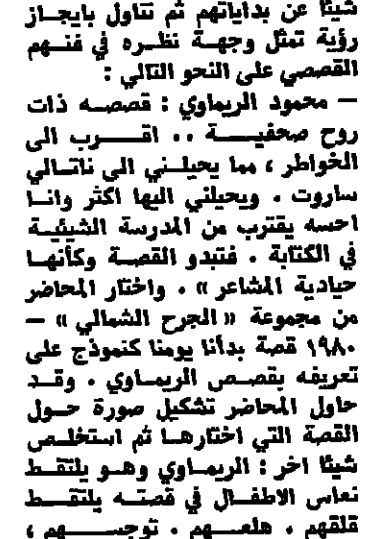 شيئا عن بداياتهم ثم تناول بايجاز
رؤية تمثل وجهة نظره في فنهم
القصصي على النحو التالي :
— محمود الريماوي : قصصه ذات
روح صحفية .. اقرب الى
الخواطر ، مما يحيلني الى ناتالي
ساروت . ويحيلني اليها اكثر وانا
احسه يقترب من المدرسة الشيئية
في الكتابة . فتبدو القصة وكأنها
حيادية المشاعر » . واختار المحاضر
من مجموعة « الجرح الشمالي » —
١٩٨٠ قصة بدأنا يومنا كنموذج على
تعريفه بقصص الريماوي . وقد
حاول المحاضر تشكيل صورة حول
القصة التي اختارها ثم استخلص
شيئا اخر : الريماوي وهو يلتقط
نعاس الاطفال في قصته يلتقط
قلقهم . هلعهم . توجسهم ،